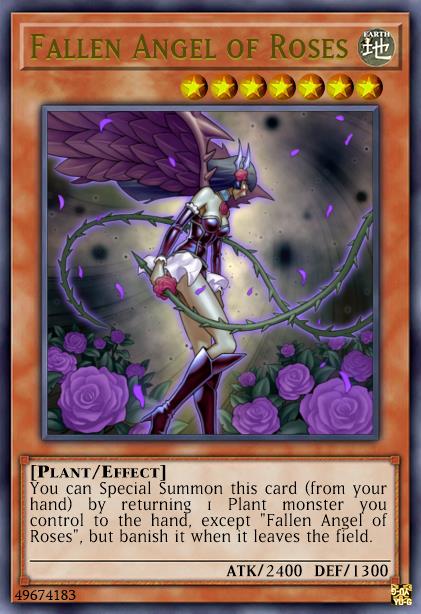 FALLEN ANGEL OF ROSES
EARTH
地
[PLANT/EFFECT]
You can Special Summon this card (from your
hand) by returning 1 Plant monster you
control to the hand, except "Fallen Angel of
Roses", but banish it when it leaves the field.
ATK/2400 DEF/1300
49674183